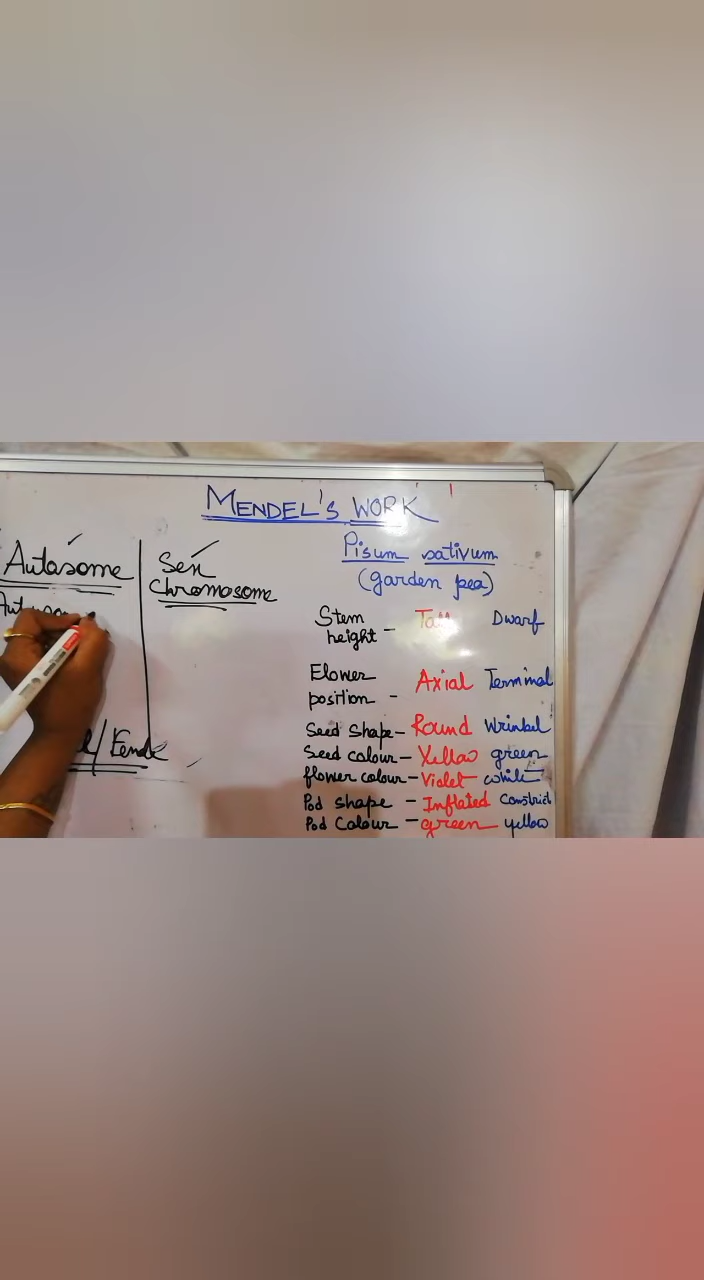 MENDEL'S WORK
Autosome
Sex
Chromosome
Pisum sativum
(garden pea)
Stem
height – Tall Dwarf
Flower
position – Axial Terminal
Seed Shape – Round Wrinkel
Seed colour – Yellow green
flower colour – Violet white
Pod shape – Inflated Constrict
Pod Colour – green yellow